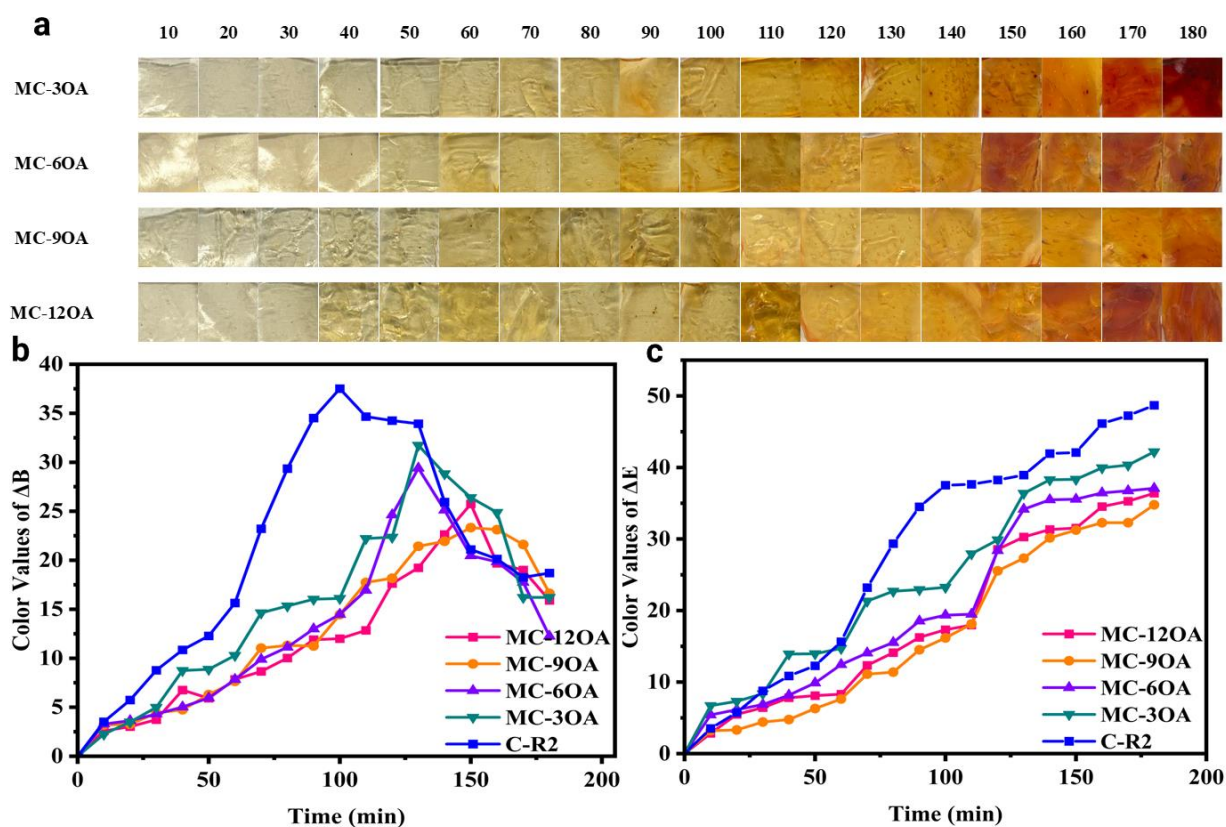 a
10 20 30 40 50 60 70 80 90 100 110 120 130 140 150 160 170 180
MC-3OA
MC-6OA
MC-9OA
MC-12OA
b
Color Values of ΔB
40
35
30
25
20
15
10
5
0
0 50 100 150 200
Time (min)
MC-12OA
MC-9OA
MC-6OA
MC-3OA
C-R2
c
Color Values of ΔE
50
40
30
20
10
0
0 50 100 150 200
Time (min)
MC-12OA
MC-9OA
MC-6OA
MC-3OA
C-R2